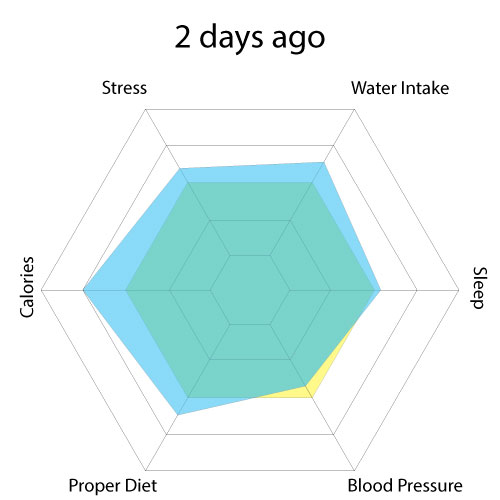 2 days ago
Stress
Water Intake
Calories
Sleep
Proper Diet
Blood Pressure